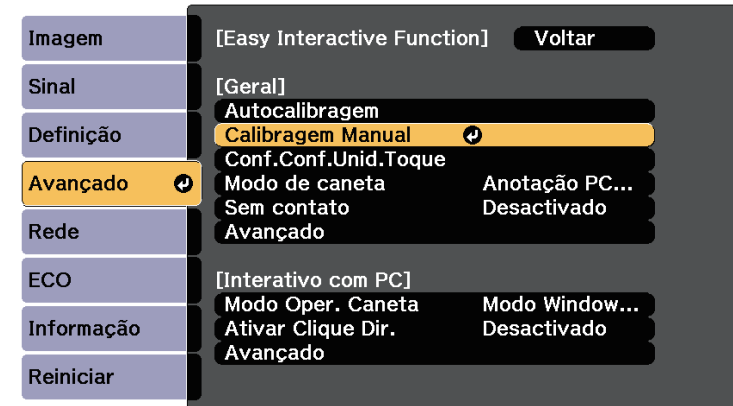 Imagem
Sinal
Definição
Avançado
Rede
ECO
Informação
Reiniciar
[Easy Interactive Function] Voltar
[Geral]
Autocalibragem
Calibragem Manual
Conf.Conf.Unid.Toque
Modo de caneta Anotação PC...
Sem contato Desactivado
Avançado
[Interativo com PC]
Modo Oper. Caneta Modo Window...
Ativar Clique Dir. Desactivado
Avançado